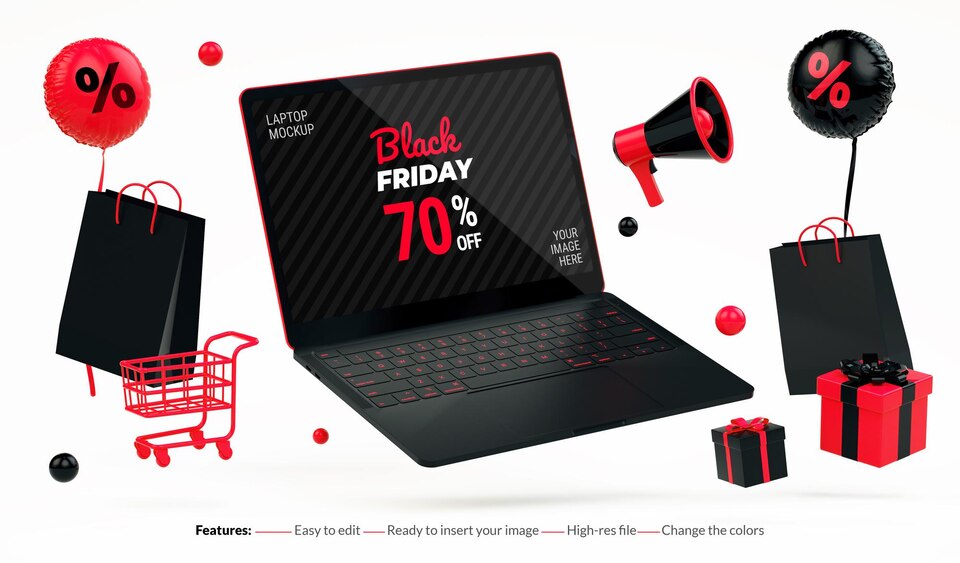 %
%
LAPTOP
MOCKUP
Black
FRIDAY
70%
OFF
YOUR
IMAGE
HERE
Features: Easy to edit Ready to insert your image High-res file Change the colors